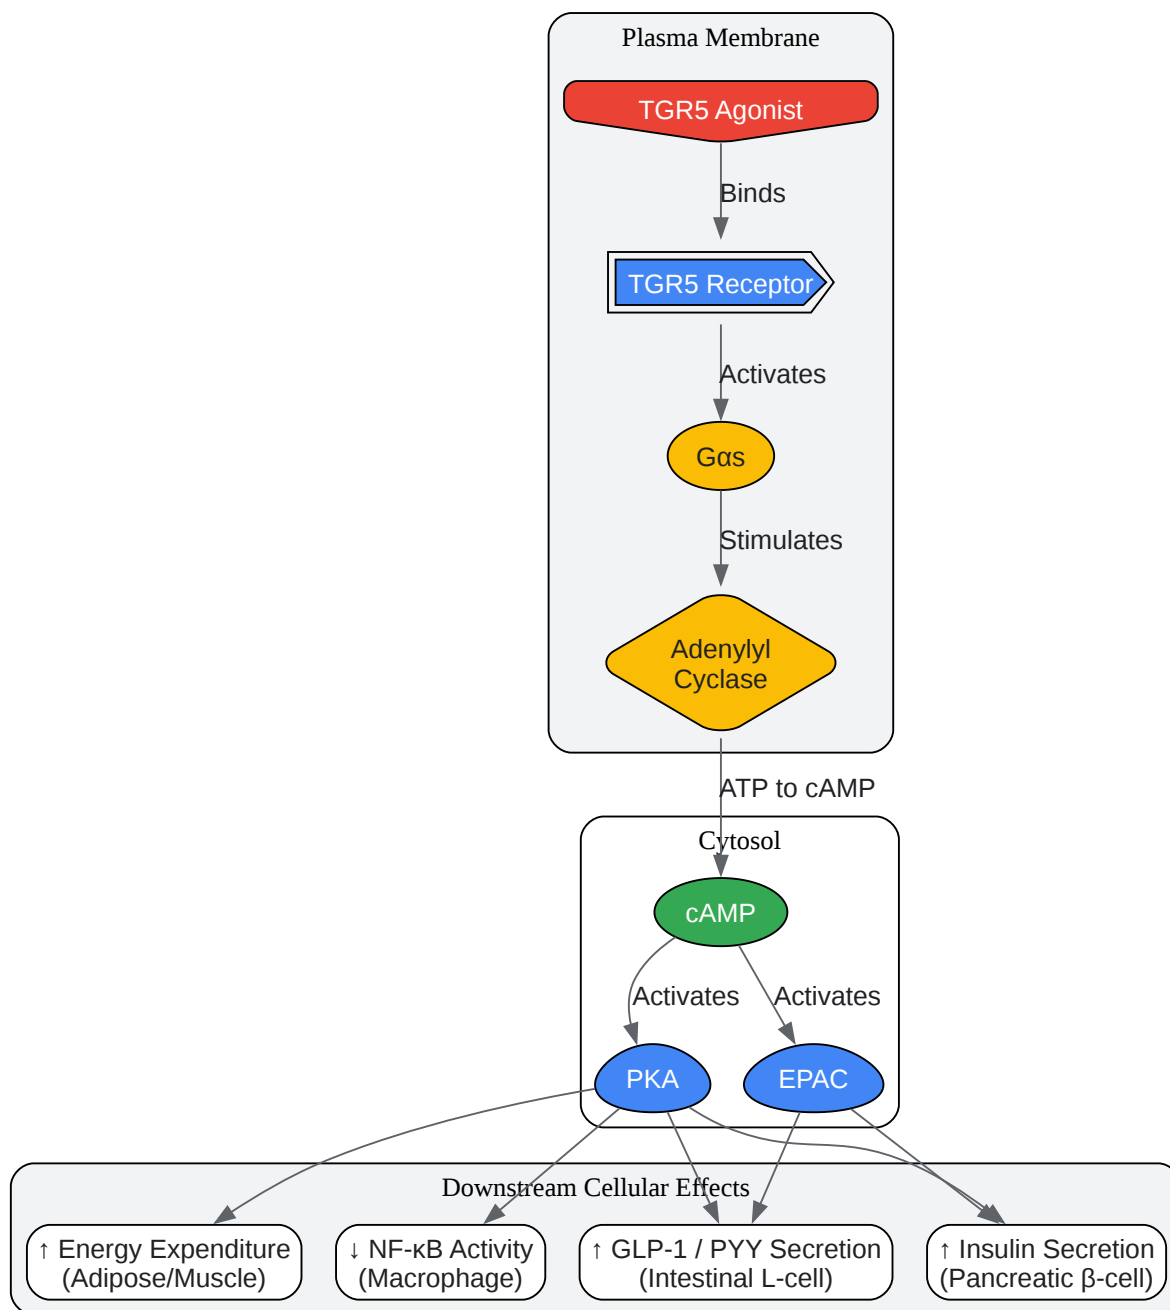 Plasma Membrane
TGR5 Agonist
Binds
TGR5 Receptor
Activates
Gαs
Stimulates
Adenylyl
Cyclase
ATP to cAMP
Cytosol
cAMP
Activates
Activates
PKA
EPAC
Downstream Cellular Effects
↑ Energy Expenditure
(Adipose/Muscle)
↓ NF-κB Activity
(Macrophage)
↑ GLP-1 / PYY Secretion
(Intestinal L-cell)
↑ Insulin Secretion
(Pancreatic β-cell)